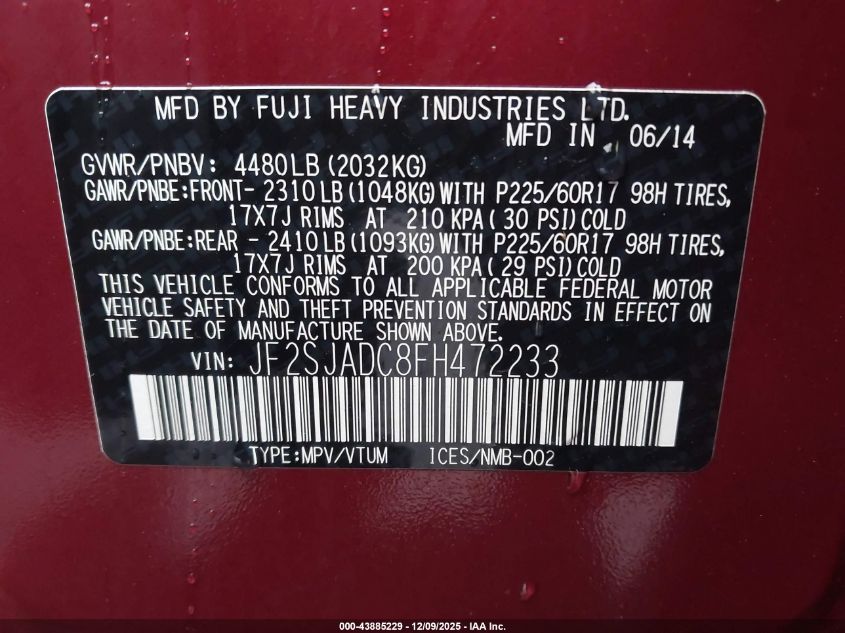 MFD BY FUJI HEAVY INDUSTRIES LTD.
MFD IN 06/14
GVWR/PNBV: 4480LB (2032KG)
GAWR/PNBE:FRONT- 2310LB (1048KG) WITH P225/60R17 98H TIRES,
17X7J RIMS AT 210 KPA ( 30 PSI) COLD
GAWR/PNBE:REAR - 2410LB (1093KG) WITH P225/60R17 98H TIRES,
17X7J RIMS AT 200 KPA ( 29 PSI) COLD
THIS VEHICLE CONFORMS TO ALL APPLICABLE FEDERAL MOTOR
VEHICLE SAFETY AND THEFT PREVENTION STANDARDS IN EFFECT ON
THE DATE OF MANUFACTURE SHOWN ABOVE.
VIN: JF2SJADC8FH472233
TYPE:MPV/VTUM ICES/NMB-002
000-43885229 - 12/09/2025 - IAA Inc.